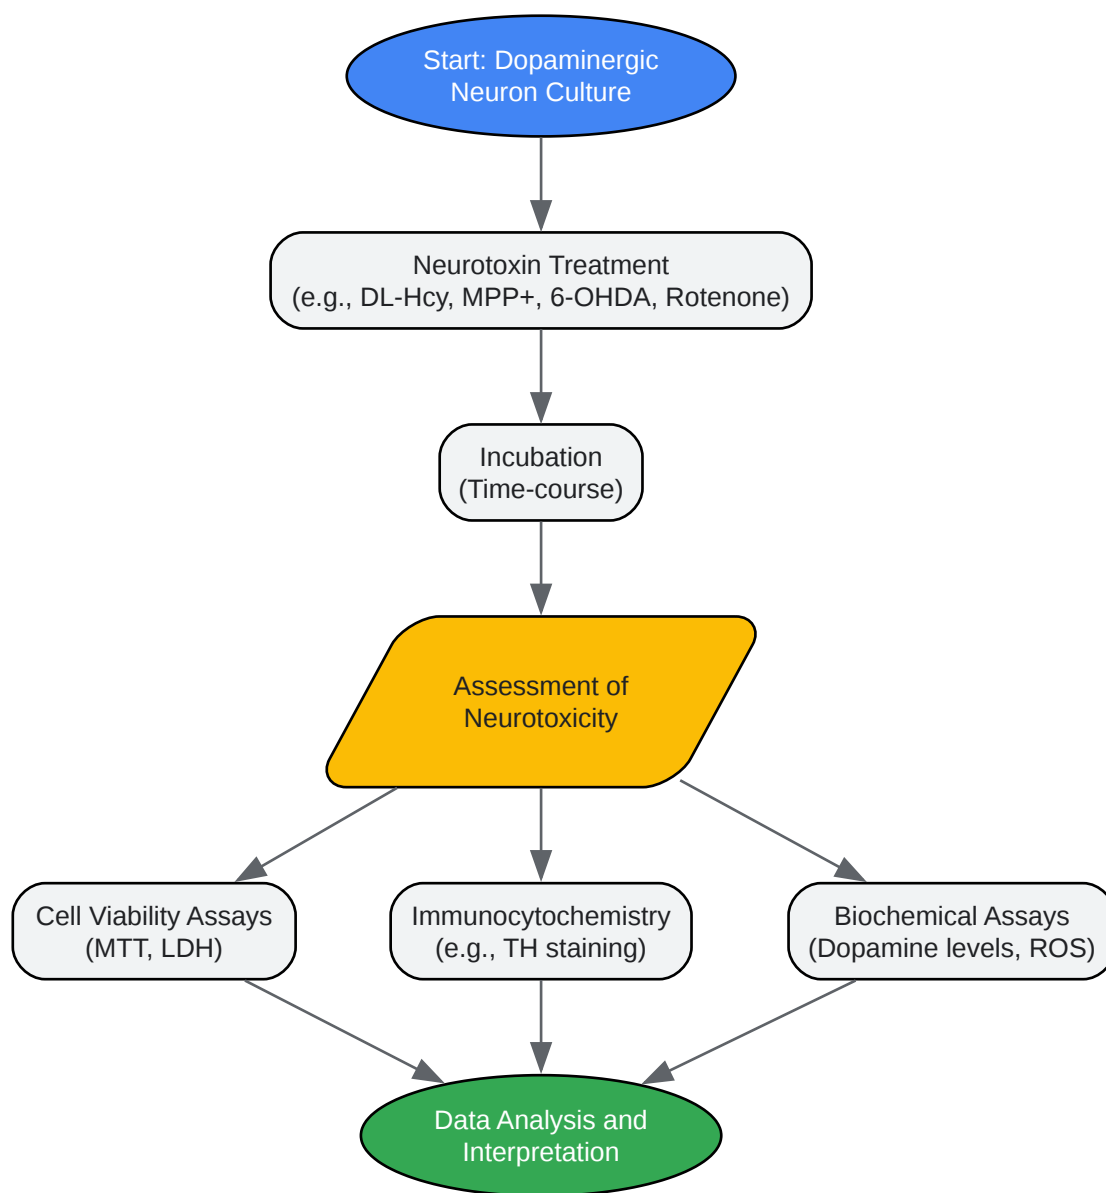 Start: Dopaminergic
Neuron Culture
Neurotoxin Treatment
(e.g., DL-Hcy, MPP+, 6-OHDA, Rotenone)
Incubation
(Time-course)
Assessment of
Neurotoxicity
Cell Viability Assays
(MTT, LDH)
Immunocytochemistry
(e.g., TH staining)
Biochemical Assays
(Dopamine levels, ROS)
Data Analysis and
Interpretation